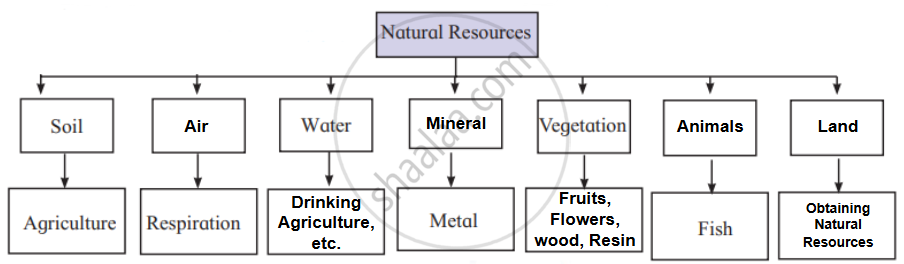 Natural Resources
Soil
Air
Water
Mineral
Vegetation
Animals
Land
Agriculture
Respiration
Drinking
Agriculture,
etc.
Metal
Fruits,
Flowers,
wood, Resin
Fish
Obtaining
Natural
Resources
shaalaa.com